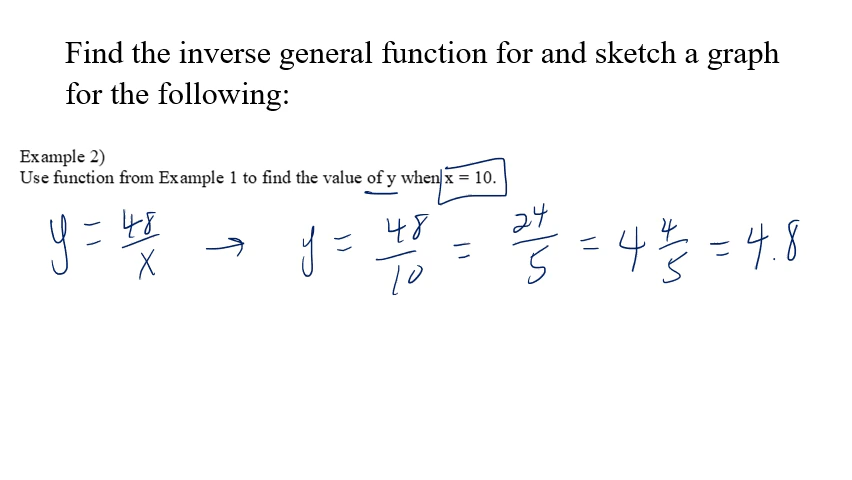 Find the inverse general function for and sketch a graph
for the following:
Example 2)
Use function from Example 1 to find the value of y when x = 10.
y = 48/x → y = 48/10 = 24/5 = 4 4/5 = 4.8